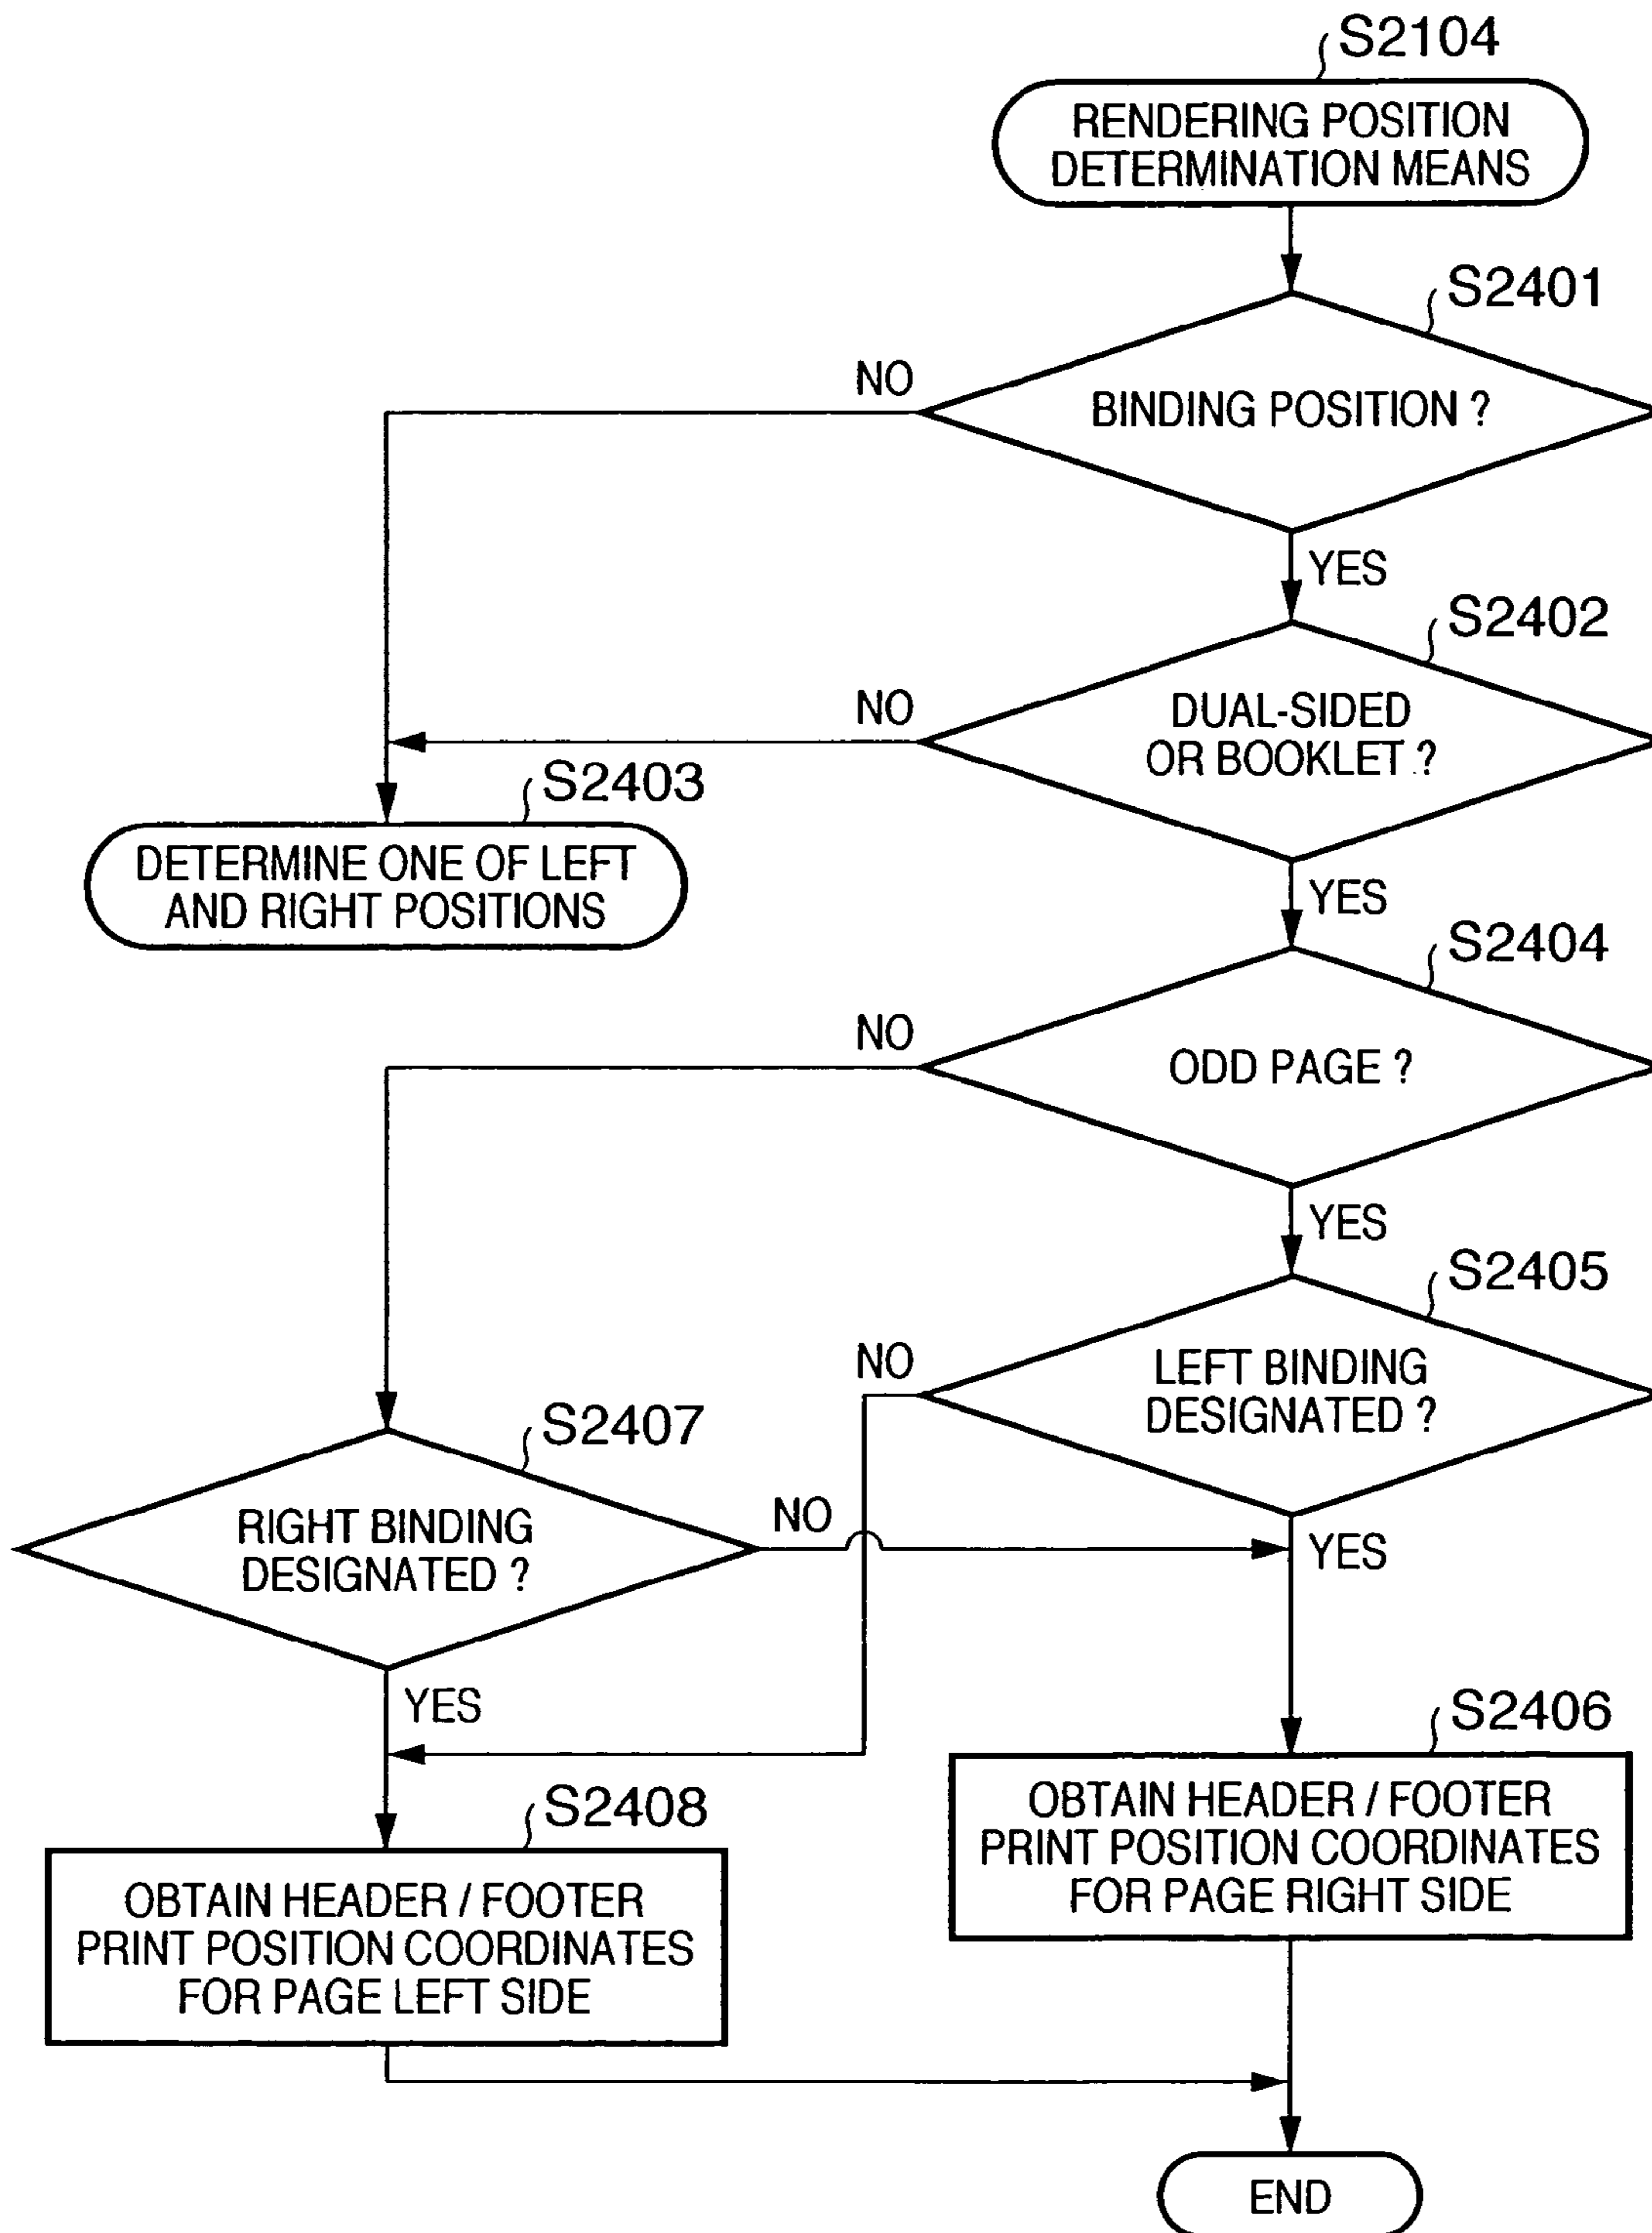 S2104
RENDERING POSITION
DETERMINATION MEANS
S2401
NO
BINDING POSITION ?
YES
S2402
NO
DUAL-SIDED
OR BOOKLET ?
S2403
DETERMINE ONE OF LEFT
AND RIGHT POSITIONS
YES
S2404
NO
ODD PAGE ?
YES
S2405
NO
LEFT BINDING
DESIGNATED ?
S2407
RIGHT BINDING
DESIGNATED ?
NO
YES
YES
S2406
OBTAIN HEADER / FOOTER
PRINT POSITION COORDINATES
FOR PAGE RIGHT SIDE
S2408
OBTAIN HEADER / FOOTER
PRINT POSITION COORDINATES
FOR PAGE LEFT SIDE
END